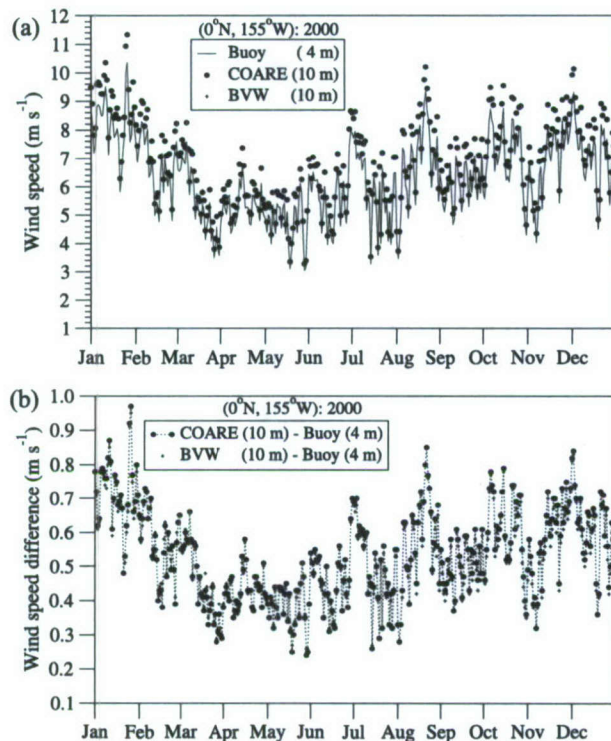 (a)
(0°N, 155°W): 2000
Buoy (4 m)
COARE (10 m)
BVW (10 m)
Wind speed (m s⁻¹)
12
11
10
9
8
7
6
5
4
3
2
1
Jan Feb Mar Apr May Jun Jul Aug Sep Oct Nov Dec
(b)
(0°N, 155°W): 2000
COARE (10 m) - Buoy (4 m)
BVW (10 m) - Buoy (4 m)
Wind speed difference (m s⁻¹)
1.0
0.9
0.8
0.7
0.6
0.5
0.4
0.3
0.2
0.1
Jan Feb Mar Apr May Jun Jul Aug Sep Oct Nov Dec